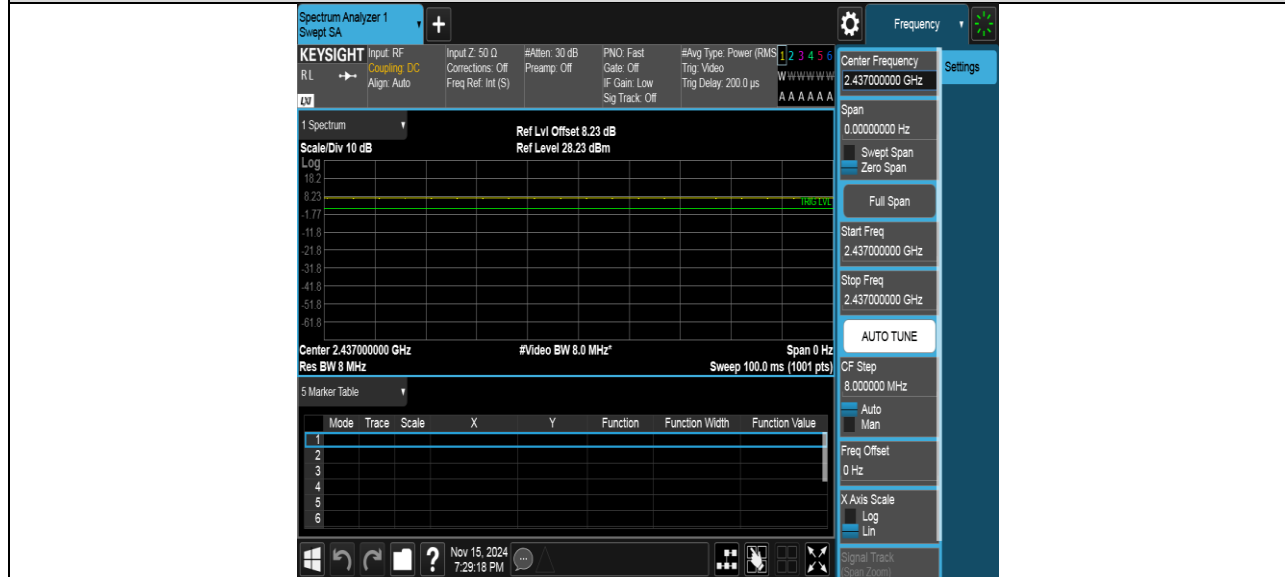 Spectrum Analyzer 1
Swept SA
+
Frequency
KEYSIGHT
RL
LXI
Input: RF
Coupling: DC
Align: Auto
Input Z: 50 Ω
Corrections: Off
Freq Ref: Int (S)
#Atten: 30 dB
Preamp: Off
PNO: Fast
Gate: Off
IF Gain: Low
Sig Track: Off
#Avg Type: Power (RMS
Trig: Video
Trig Delay: 200.0 µs
1 2 3 4 5 6
W W W W W W
A A A A A A
1 Spectrum
Scale/Div 10 dB
Ref Lvl Offset 8.23 dB
Ref Level 28.23 dBm
Log
18.2
8.23
-1.77
-11.8
-21.8
-31.8
-41.8
-51.8
-61.8
TRIG LVL
Center 2.437000000 GHz
#Video BW 8.0 MHz*
Span 0 Hz
Res BW 8 MHz
Sweep 100.0 ms (1001 pts)
5 Marker Table
Mode Trace Scale X Y Function Function Width Function Value
1
2
3
4
5
6
?
Nov 15, 2024
7:29:18 PM
Center Frequency
2.437000000 GHz
Settings
Span
0.00000000 Hz
Swept Span
Zero Span
Full Span
Start Freq
2.437000000 GHz
Stop Freq
2.437000000 GHz
AUTO TUNE
CF Step
8.000000 MHz
Auto
Man
Freq Offset
0 Hz
X Axis Scale
Log
Lin
Signal Track
(Span Zoom)